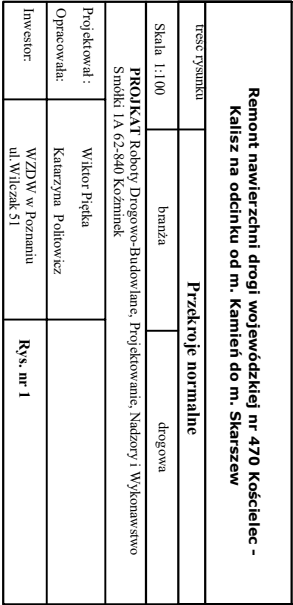 Remont nawierzchni drogi wojewódzkiej nr 470 Kościelec -
Kalisz na odcinku od m. Kamień do m. Skarszew
tresc rysunku
Przekroje normalne
Skala 1:100
branża
drogowa
PROJKAT Roboty Drogowo-Budowlane, Projektowanie, Nadzory i Wykonawstwo
Smółki 1A 62-840 Koźminek
Projektował :
Wiktor Piętka
Opracowała:
Katarzyna Politowicz
Inwestor:
WZDW w Poznaniu
ul. Wilczak 51
Rys. nr 1